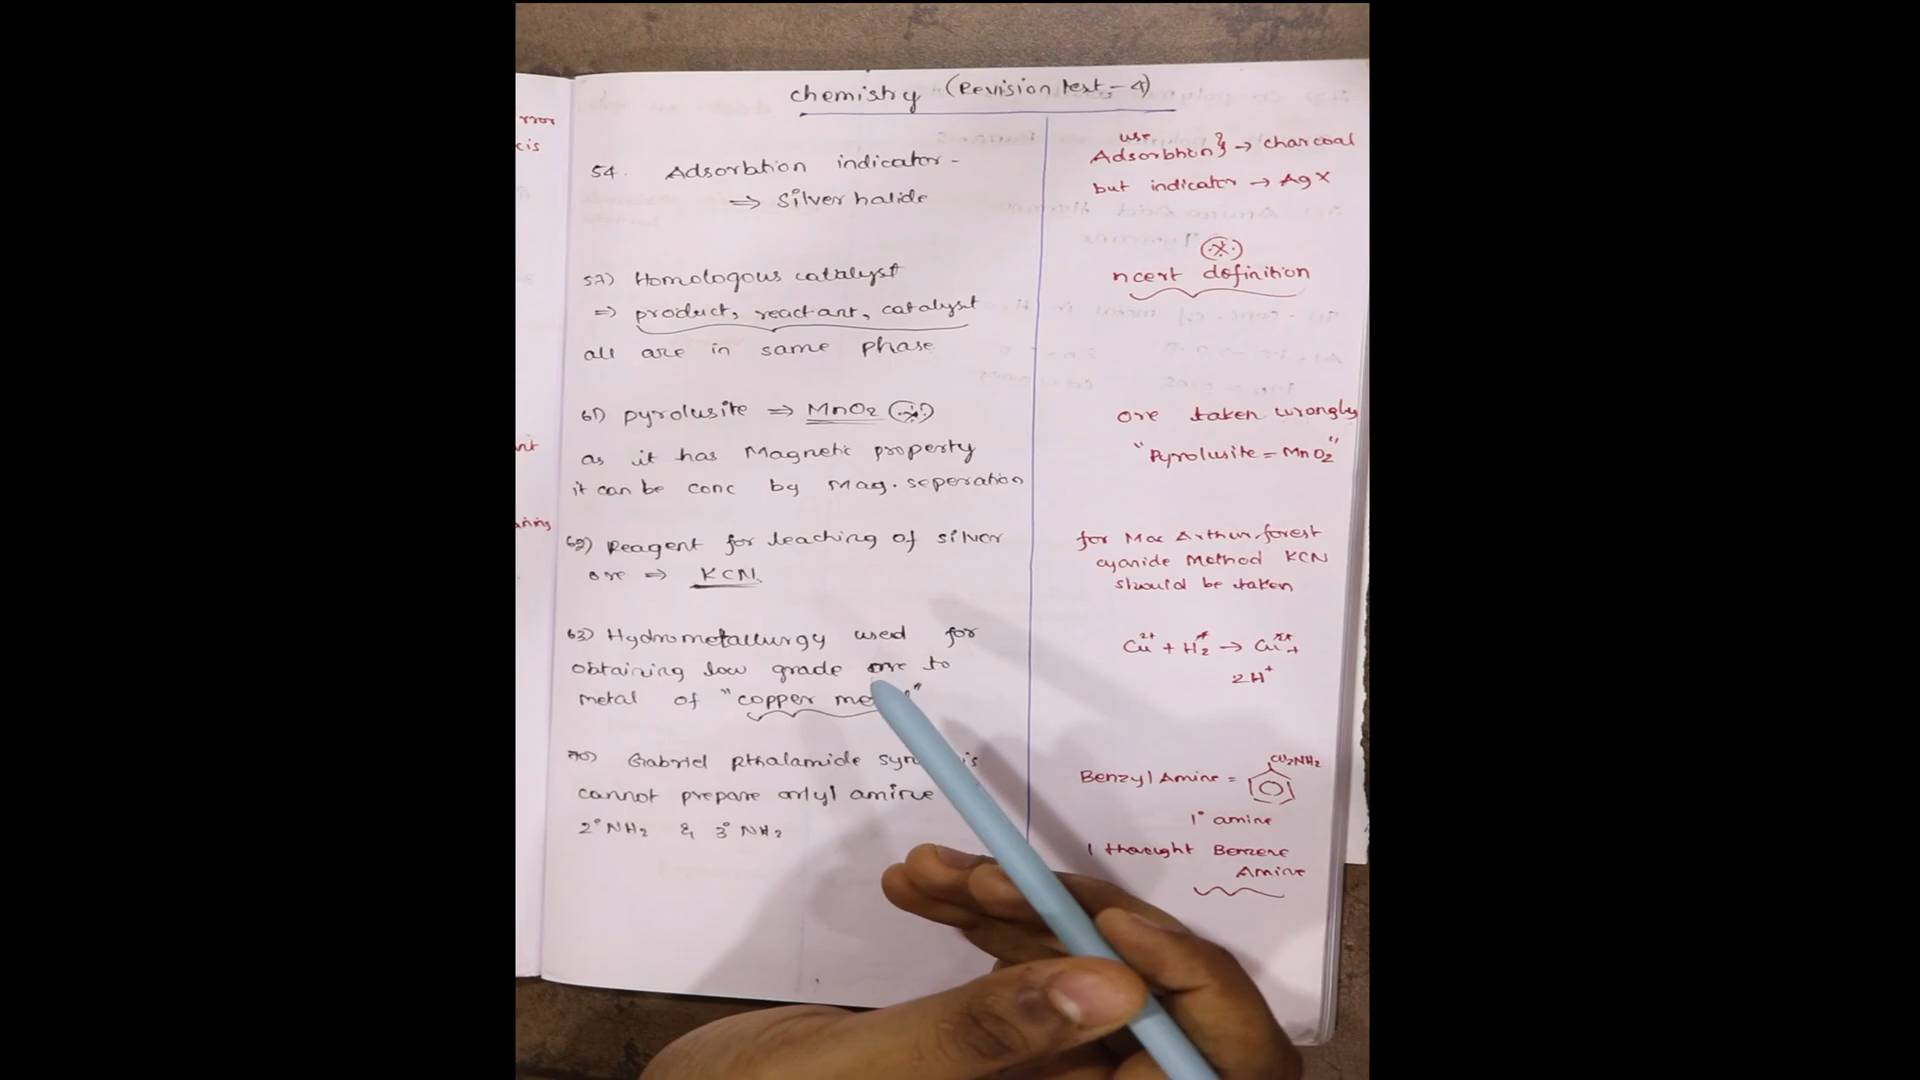 chemistry (Revision test - 4)
54. Adsorbtion indicator -
⇒ Silver halide
57) Homologous catalyst
⇒ product, reactant, catalyst
all are in same phase
61) pyrolusite ⇒ MnO2
as it has Magnetic property
it can be conc by Mag. seperation
62) Reagent for leaching of silver
ore ⇒ KCN.
63) Hydrometallurgy used for
obtaining low grade ore to
metal of "copper
70) Gabriel pthalamide
cannot prepare arlyl amine
2° NH2 & 3° NH2
use
Adsorbtion} → charcoal
but indicator → AgX
ncert definition
ore taken wrongly
"Pyrolusite = MnO2"
for Mac Arthur forest
cyanide Method KCN
should be taken
Cu2+ + H2 →
2H+
CH2NH2
Benzyl Amine =
1° amine
I thought Benzene
Amine